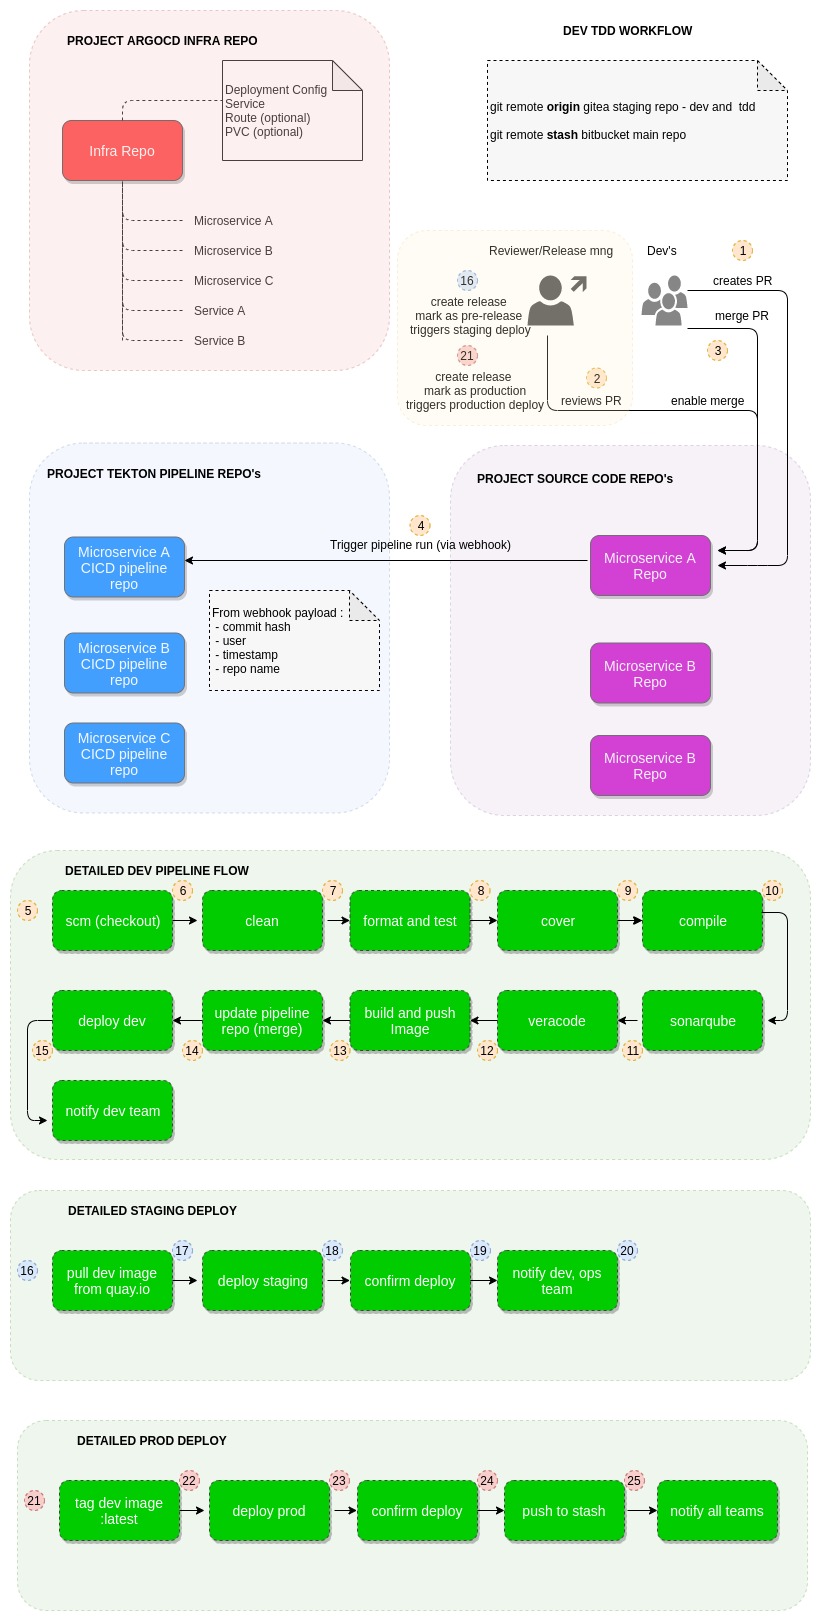 PROJECT ARGOCD INFRA REPO
Deployment Config
Service
Route (optional)
PVC (optional)
Infra Repo
Microservice A
Microservice B
Microservice C
Service A
Service B
DEV TDD WORKFLOW
git remote origin gitea staging repo - dev and tdd
git remote stash bitbucket main repo
Reviewer/Release mng
Dev's
1
16
creates PR
create release
mark as pre-release
triggers staging deploy
merge PR
3
21
create release
mark as production
triggers production deploy
2
reviews PR
enable merge
PROJECT TEKTON PIPELINE REPO's
Microservice A
CICD pipeline
repo
Microservice B
CICD pipeline
repo
Microservice C
CICD pipeline
repo
From webhook payload :
- commit hash
- user
- timestamp
- repo name
4
Trigger pipeline run (via webhook)
PROJECT SOURCE CODE REPO's
Microservice A
Repo
Microservice B
Repo
Microservice B
Repo
DETAILED DEV PIPELINE FLOW
5
scm (checkout)
6
clean
7
format and test
8
cover
9
compile
10
sonarqube
11
veracode
12
build and push
Image
13
update pipeline
repo (merge)
14
deploy dev
15
notify dev team
DETAILED STAGING DEPLOY
16
pull dev image
from quay.io
17
deploy staging
18
confirm deploy
19
notify dev, ops
team
20
DETAILED PROD DEPLOY
21
tag dev image
:latest
22
deploy prod
23
confirm deploy
24
push to stash
25
notify all teams